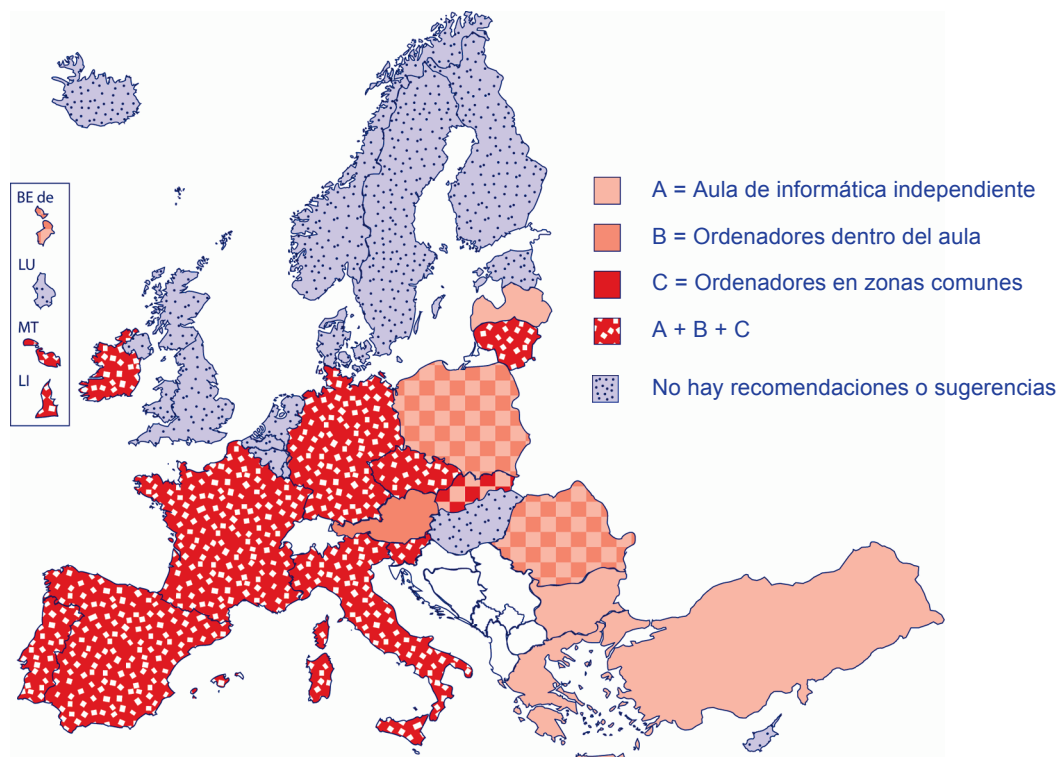 BE de
LU
MT
LI
A = Aula de informática independiente
B = Ordenadores dentro del aula
C = Ordenadores en zonas comunes
A + B + C
No hay recomendaciones o sugerencias